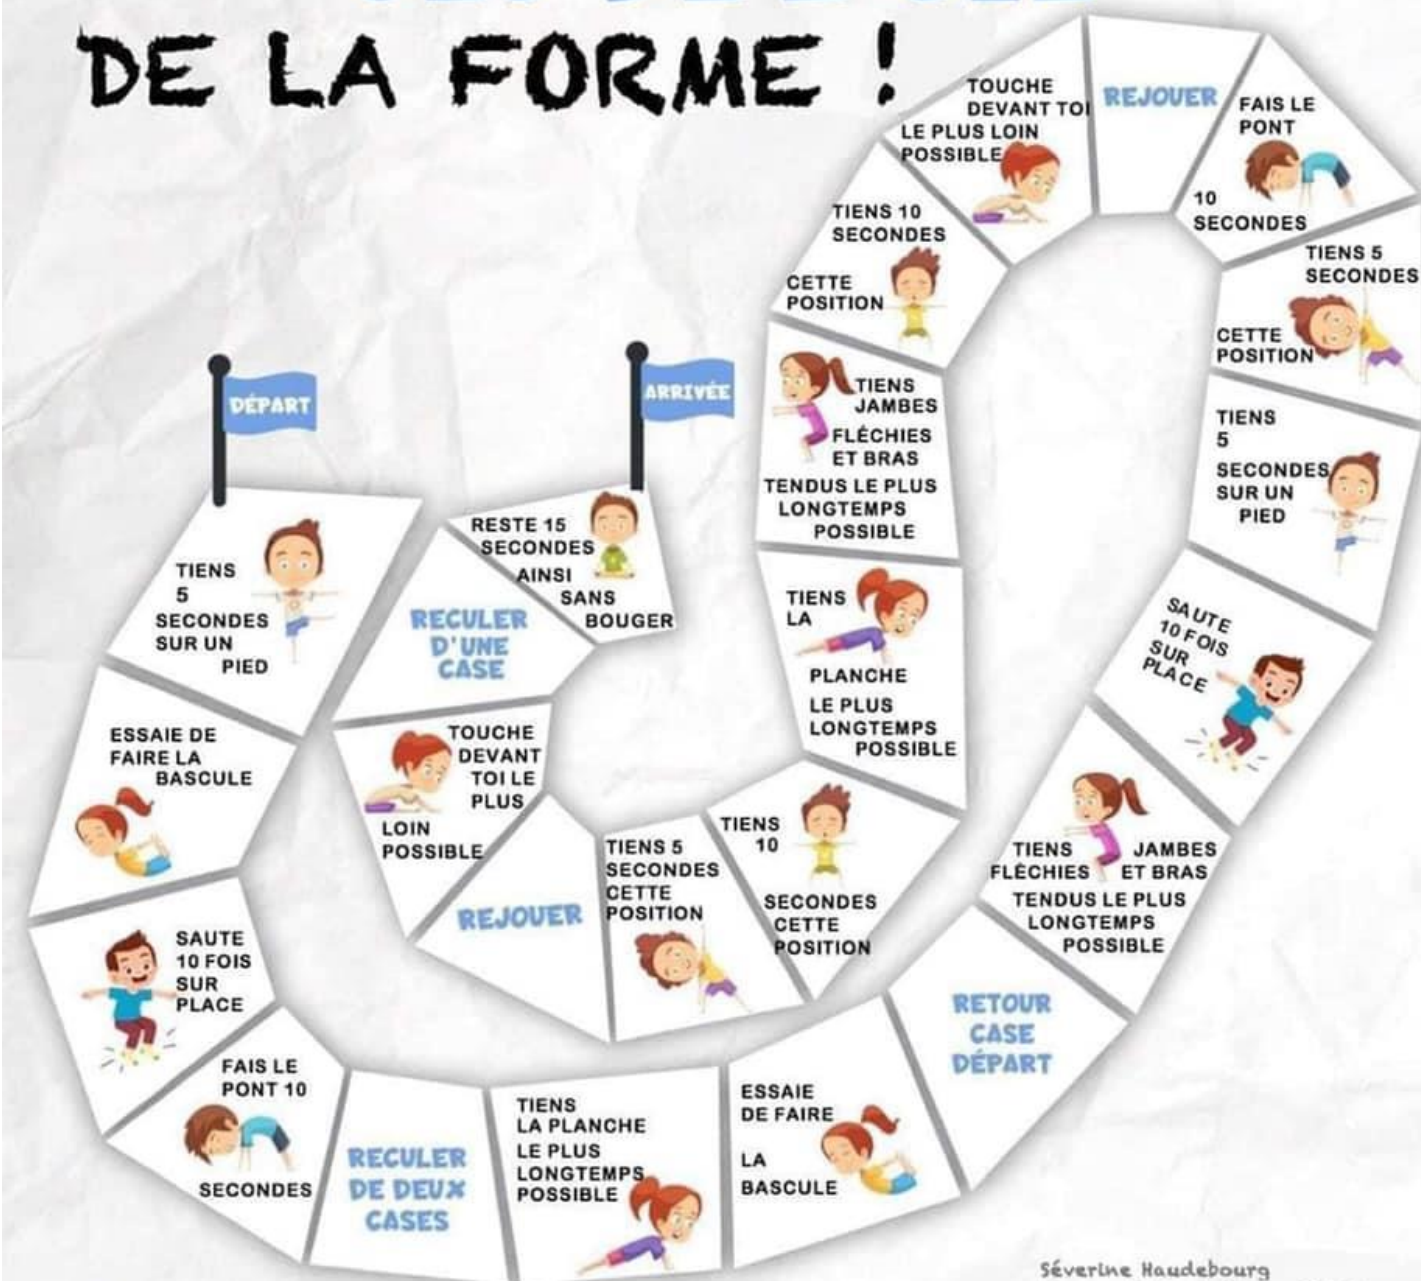 DE LA FORME !
DÉPART
TIENS
5
SECONDES
SUR UN
PIED
ESSAIE DE
FAIRE LA
BASCULE
SAUTE
10 FOIS
SUR
PLACE
FAIS LE
PONT 10
SECONDES
RECULER
DE DEUX
CASES
TIENS
LA PLANCHE
LE PLUS
LONGTEMPS
POSSIBLE
ESSAIE
DE FAIRE
LA
BASCULE
RETOUR
CASE
DÉPART
TIENS JAMBES
FLÉCHIES ET BRAS
TENDUS LE PLUS
LONGTEMPS
POSSIBLE
SAUTE
10 FOIS
SUR
PLACE
TIENS
5
SECONDES
SUR UN
PIED
TIENS 5
SECONDES
CETTE
POSITION
FAIS LE
PONT
10
SECONDES
REJOUER
TOUCHE
DEVANT TOI
LE PLUS LOIN
POSSIBLE
TIENS 10
SECONDES
CETTE
POSITION
TIENS
JAMBES
FLÉCHIES
ET BRAS
TENDUS LE PLUS
LONGTEMPS
POSSIBLE
TIENS
LA
PLANCHE
LE PLUS
LONGTEMPS
POSSIBLE
TIENS
10
SECONDES
CETTE
POSITION
TIENS 5
SECONDES
CETTE
POSITION
REJOUER
TOUCHE
DEVANT
TOI LE
PLUS
LOIN
POSSIBLE
RECULER
D'UNE
CASE
RESTE 15
SECONDES
AINSI
SANS
BOUGER
ARRIVÉE
Séverine Haudebourg